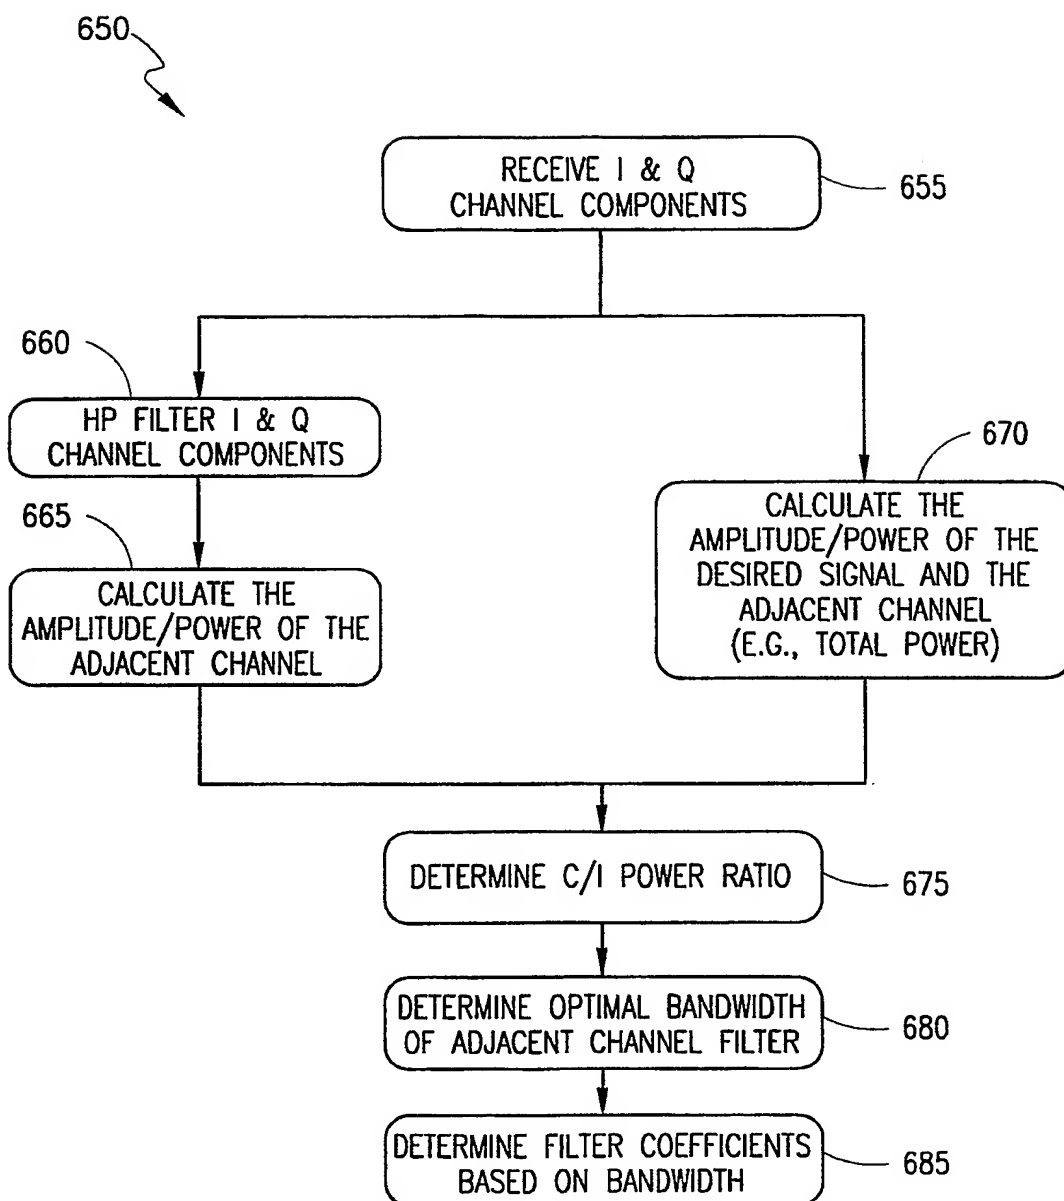 650
RECEIVE I & Q
CHANNEL COMPONENTS
655
660
HP FILTER I & Q
CHANNEL COMPONENTS
665
CALCULATE THE
AMPLITUDE/POWER OF THE
ADJACENT CHANNEL
670
CALCULATE THE
AMPLITUDE/POWER OF THE
DESIRED SIGNAL AND THE
ADJACENT CHANNEL
(E.G., TOTAL POWER)
DETERMINE C/I POWER RATIO
675
DETERMINE OPTIMAL BANDWIDTH
OF ADJACENT CHANNEL FILTER
680
DETERMINE FILTER COEFFICIENTS
BASED ON BANDWIDTH
685